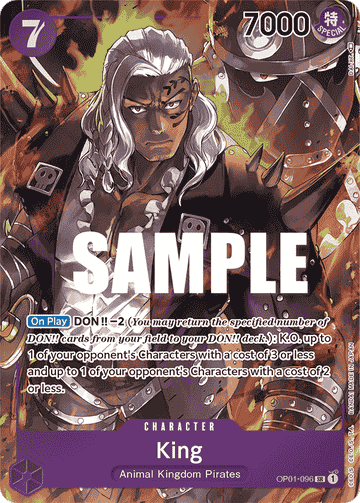 7
7000
特
SPECIAL
SAMPLE
On Play DON!! −2 (You may return the specified number of
DON!! cards from your field to your DON!! deck.): K.O. up to
1 of your opponent's Characters with a cost of 3 or less
and up to 1 of your opponent's Characters with a cost of 2
or less.
CHARACTER
King
Animal Kingdom Pirates
OP01-096 SR 1